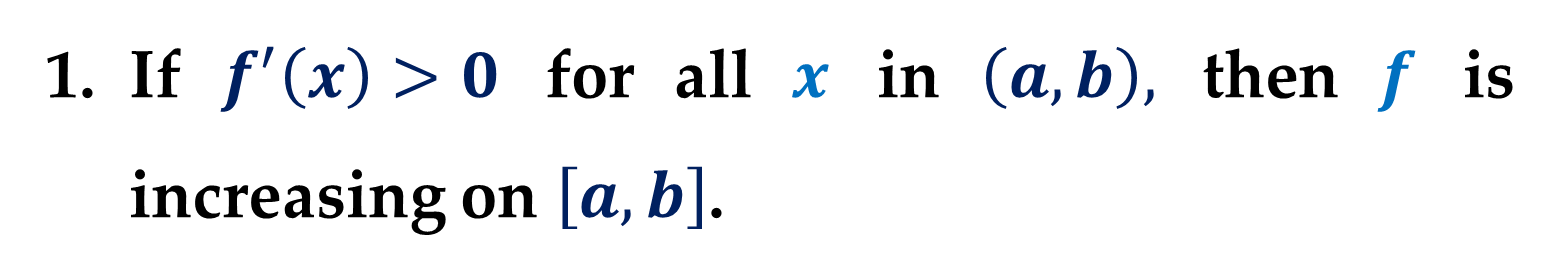 1. If f′(x) > 0 for all x in (a, b), then f is
increasing on [a, b].